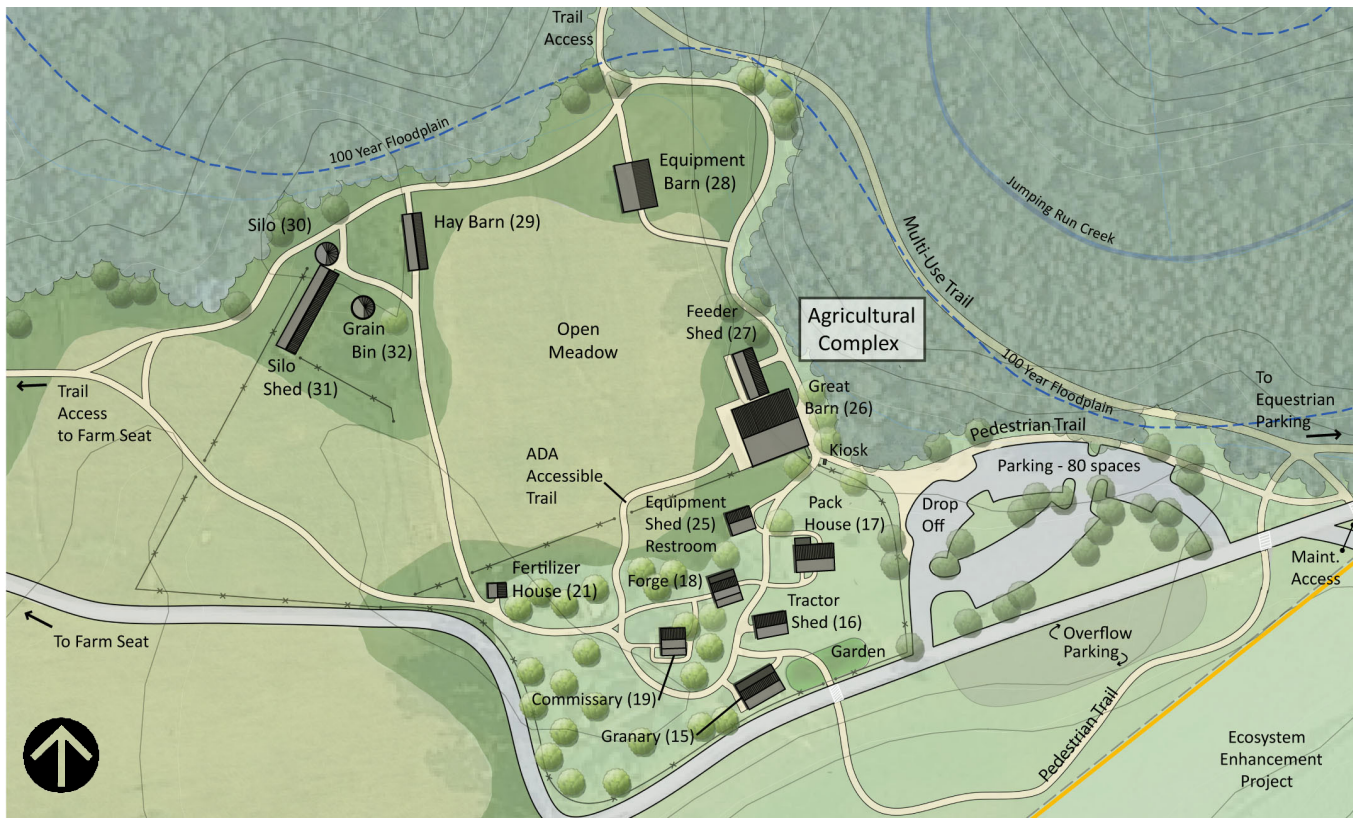 Trail
Access
100 Year Floodplain
Equipment
Barn (28)
Jumping Run Creek
Silo (30)
Hay Barn (29)
Multi-Use Trail
Feeder
Shed (27)
Agricultural
Complex
Grain
Bin (32)
Open
Meadow
Silo
Shed (31)
100 Year Floodplain
Trail
Access
to Farm Seat
Great
Barn (26)
To
Equestrian
Parking
Pedestrian Trail
Kiosk
ADA
Accessible
Trail
Parking - 80 spaces
Equipment
Shed (25)
Restroom
Pack
House (17)
Drop
Off
Maint.
Access
Fertilizer
House (21)
Forge (18)
Tractor
Shed (16)
To Farm Seat
Garden
Overflow
Parking
Commissary (19)
Granary (15)
Pedestrian Trail
Ecosystem
Enhancement
Project